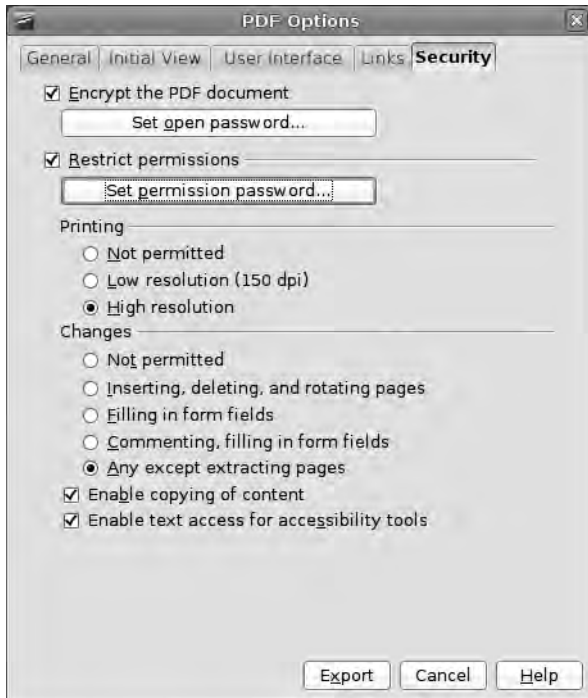 PDF Options
General Initial View User Interface Links Security
Encrypt the PDF document
Set open password...
Restrict permissions
Set permission password...
Printing
Not permitted
Low resolution (150 dpi)
High resolution
Changes
Not permitted
Inserting, deleting, and rotating pages
Filling in form fields
Commenting, filling in form fields
Any except extracting pages
Enable copying of content
Enable text access for accessibility tools
Export Cancel Help